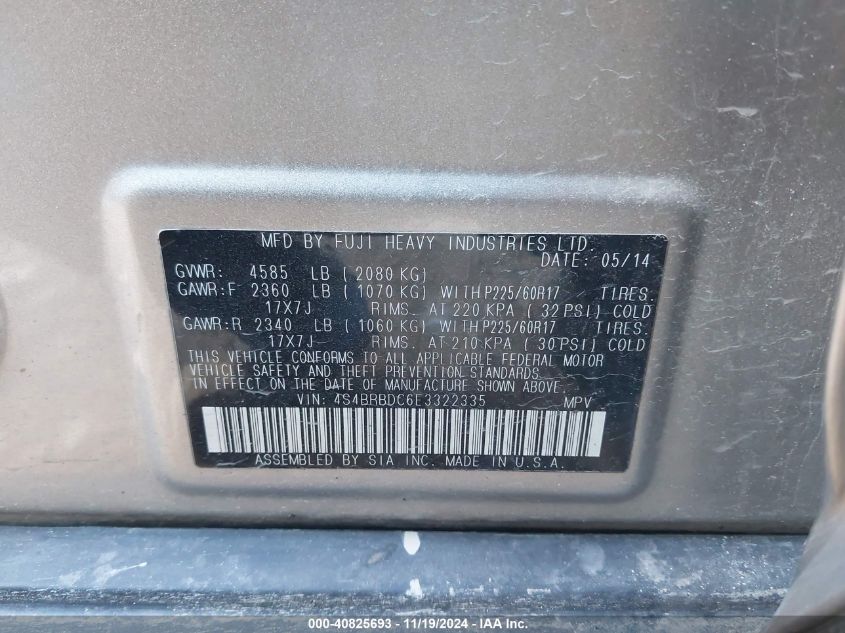 MFD BY FUJI HEAVY INDUSTRIES LTD.
DATE: 05/14
GVWR: 4585 LB ( 2080 KG)
GAWR:F 2360 LB ( 1070 KG) WITH P225/60R17 TIRES,
17X7J RIMS, AT 220 KPA ( 32 PSI) COLD
GAWR:R 2340 LB ( 1060 KG) WITH P225/60R17 TIRES,
17X7J RIMS, AT 210 KPA ( 30 PSI) COLD
THIS VEHICLE CONFORMS TO ALL APPLICABLE FEDERAL MOTOR
VEHICLE SAFETY AND THEFT PREVENTION STANDARDS
IN EFFECT ON THE DATE OF MANUFACTURE SHOWN ABOVE.
VIN: 4S4BRBDC6E3322335 MPV
ASSEMBLED BY SIA INC. MADE IN U.S.A.
000-40825693 - 11/19/2024 - IAA Inc.